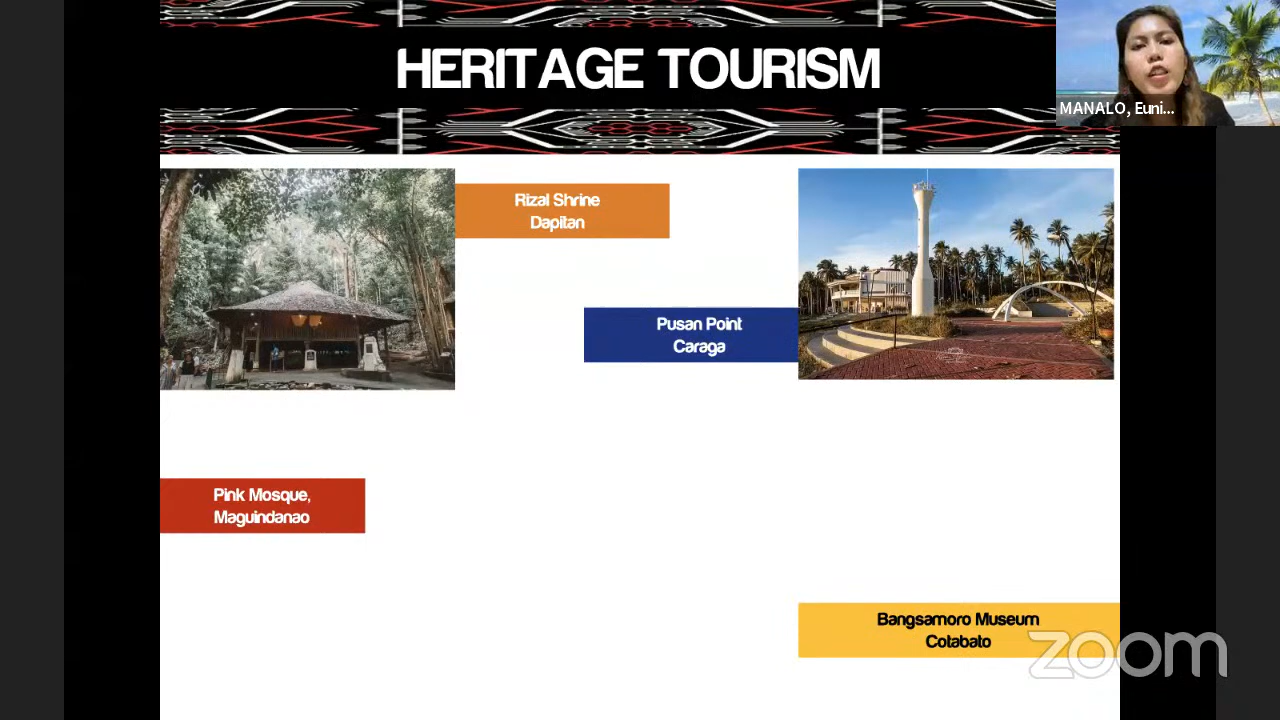 HERITAGE TOURISM
MANALO, Euni...
Rizal Shrine
Dapitan
Pusan Point
Caraga
Pink Mosque,
Maguindanao
Bangsamoro Museum
Cotabato
zoom